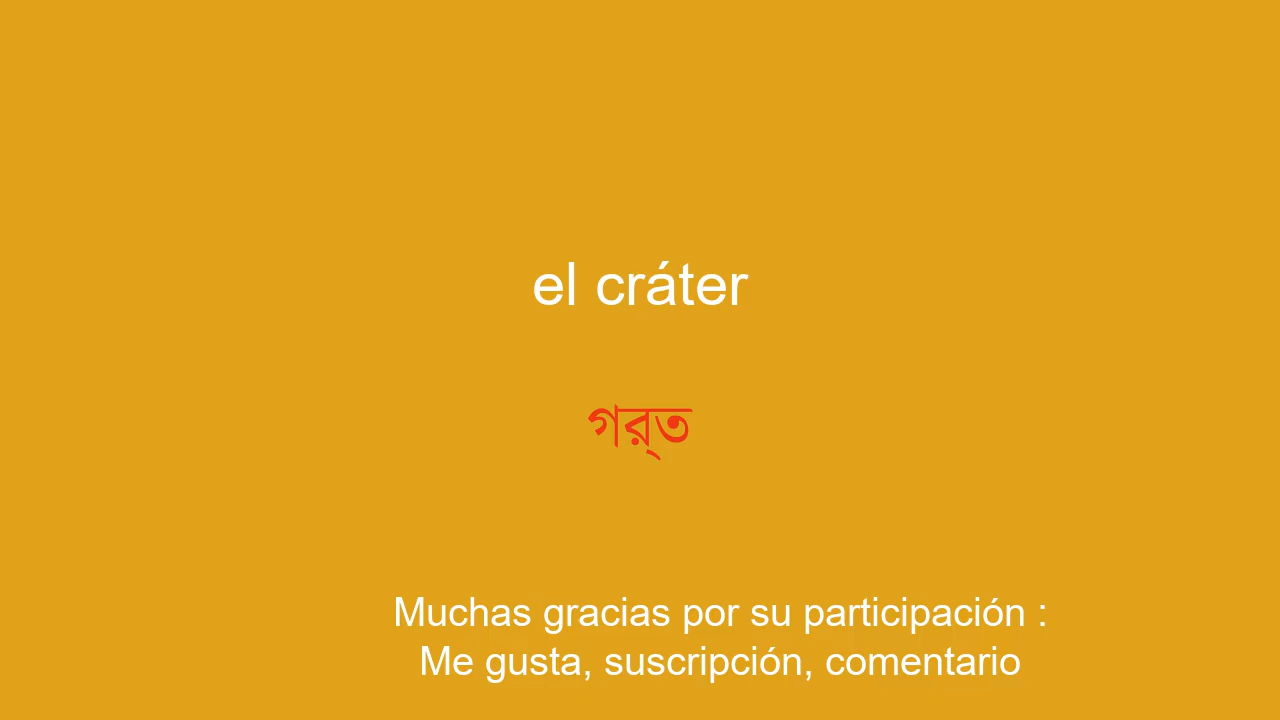 el cráter
গর্ত
Muchas gracias por su participación :
Me gusta, suscripción, comentario